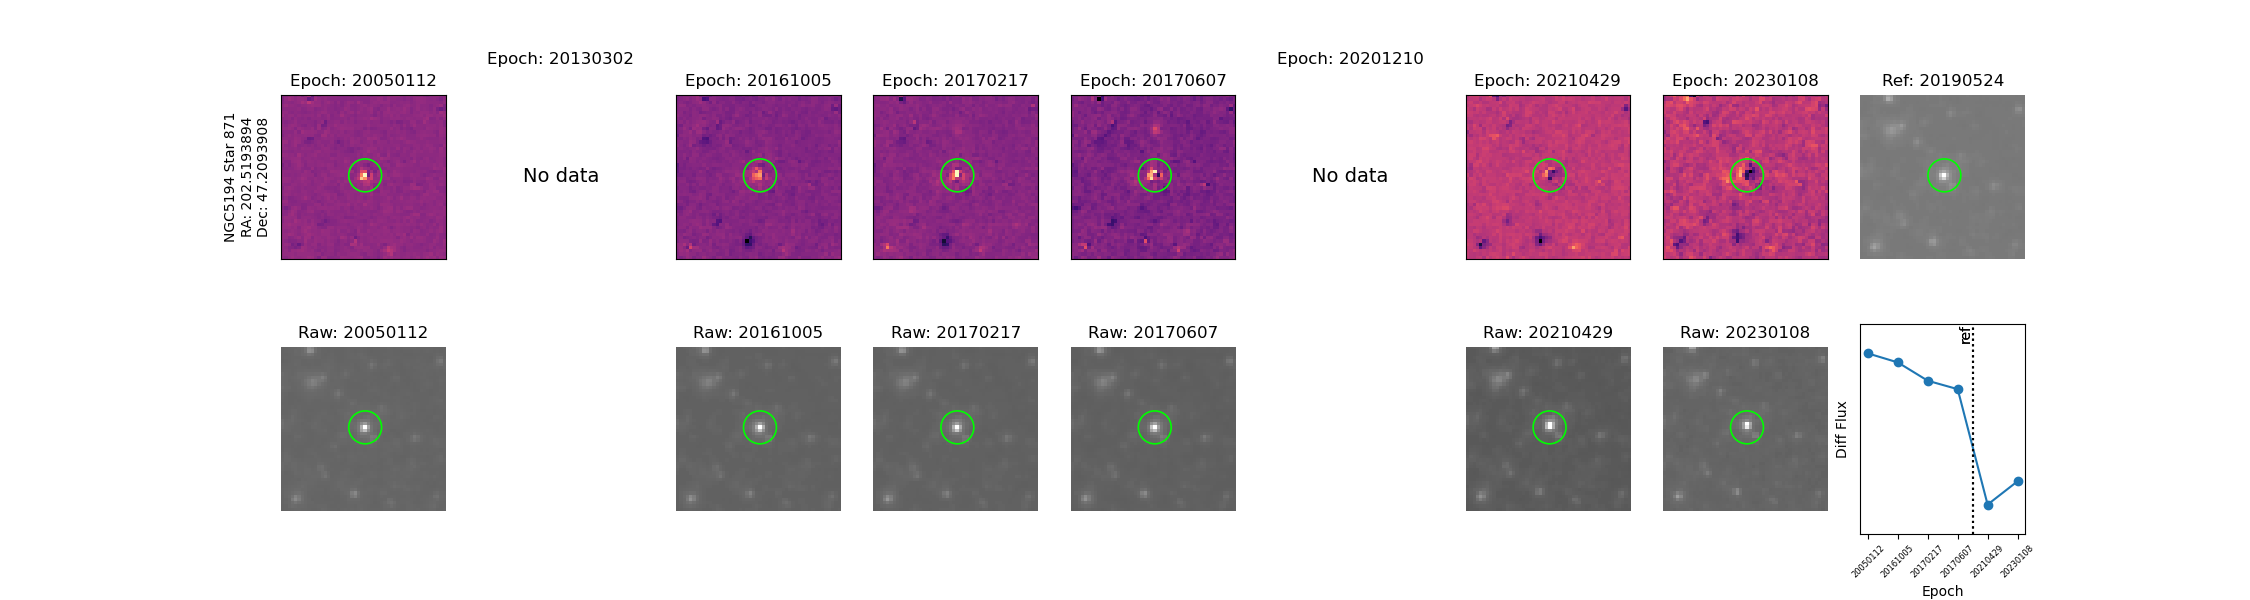 Epoch: 20130302
Epoch: 20201210
Epoch: 20050112
Epoch: 20161005
Epoch: 20170217
Epoch: 20170607
Epoch: 20210429
Epoch: 20230108
Ref: 20190524
NGC5194 Star 871
RA: 202.5193894
Dec: 47.2093908
No data
No data
Raw: 20050112
Raw: 20161005
Raw: 20170217
Raw: 20170607
Raw: 20210429
Raw: 20230108
ref
Diff Flux
20050112
20161005
20170217
20170607
20210429
20230108
Epoch